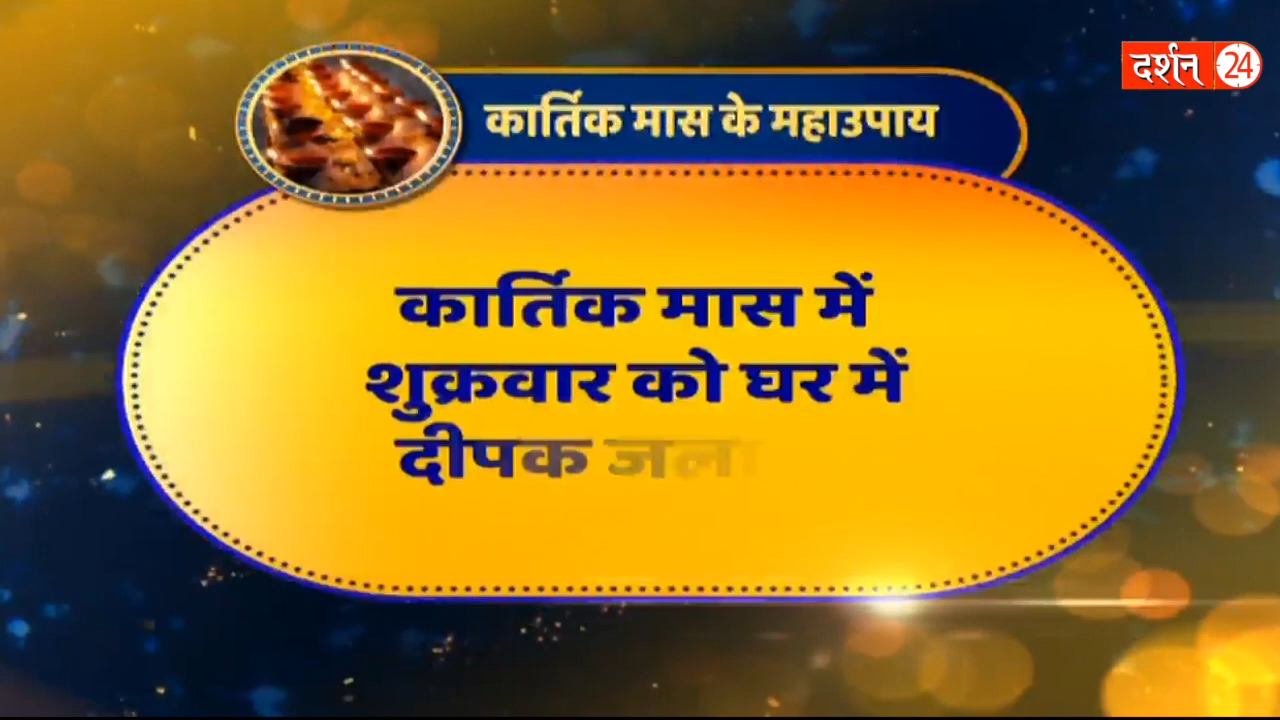 दर्शन 24
कार्तिक मास के महाउपाय
कार्तिक मास में
शुक्रवार को घर में
दीपक